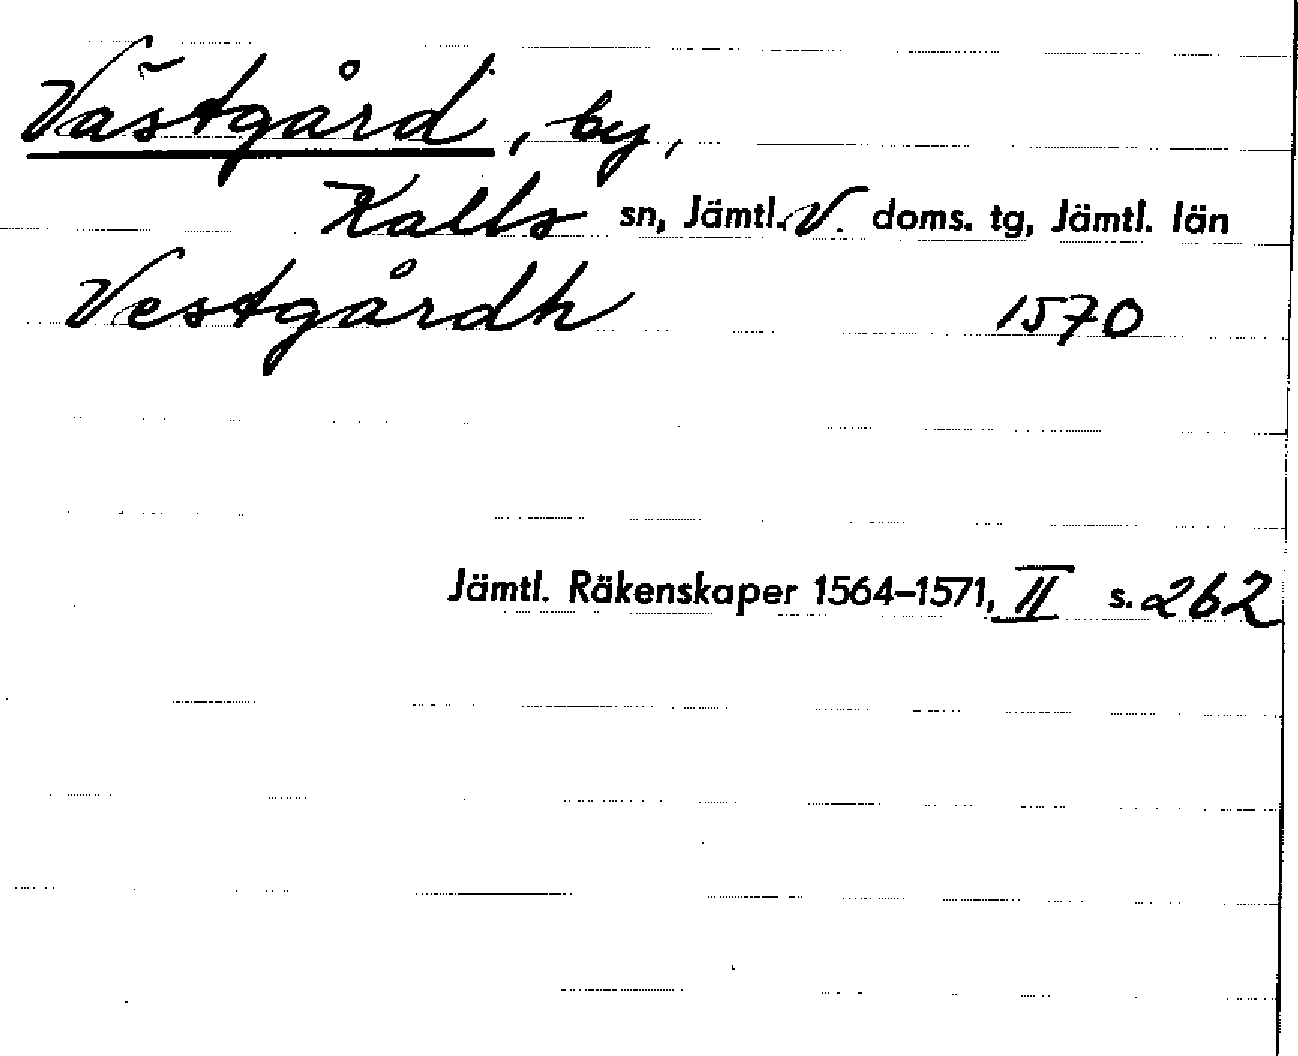 Västgård, by,
Kalls sn, Jämtl. V. doms. tg, Jämtl. län
Vestgårdh 1570
Jämtl. Räkenskaper 1564–1571, II s. 262